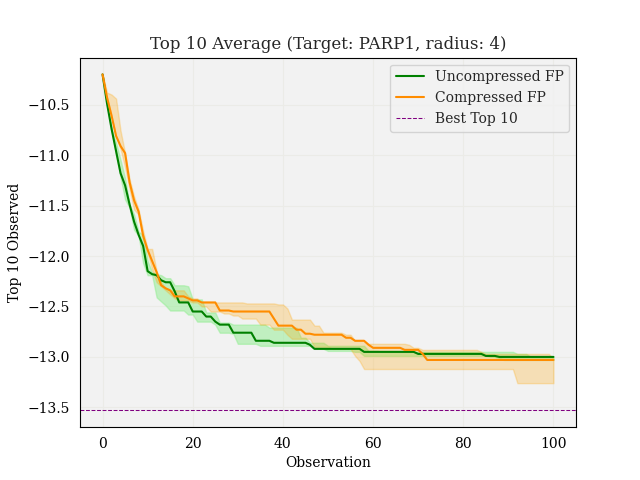 Top 10 Average (Target: PARP1, radius: 4)
Uncompressed FP
Compressed FP
Best Top 10
Top 10 Observed
−10.5
−11.0
−11.5
−12.0
−12.5
−13.0
−13.5
0 20 40 60 80 100
Observation